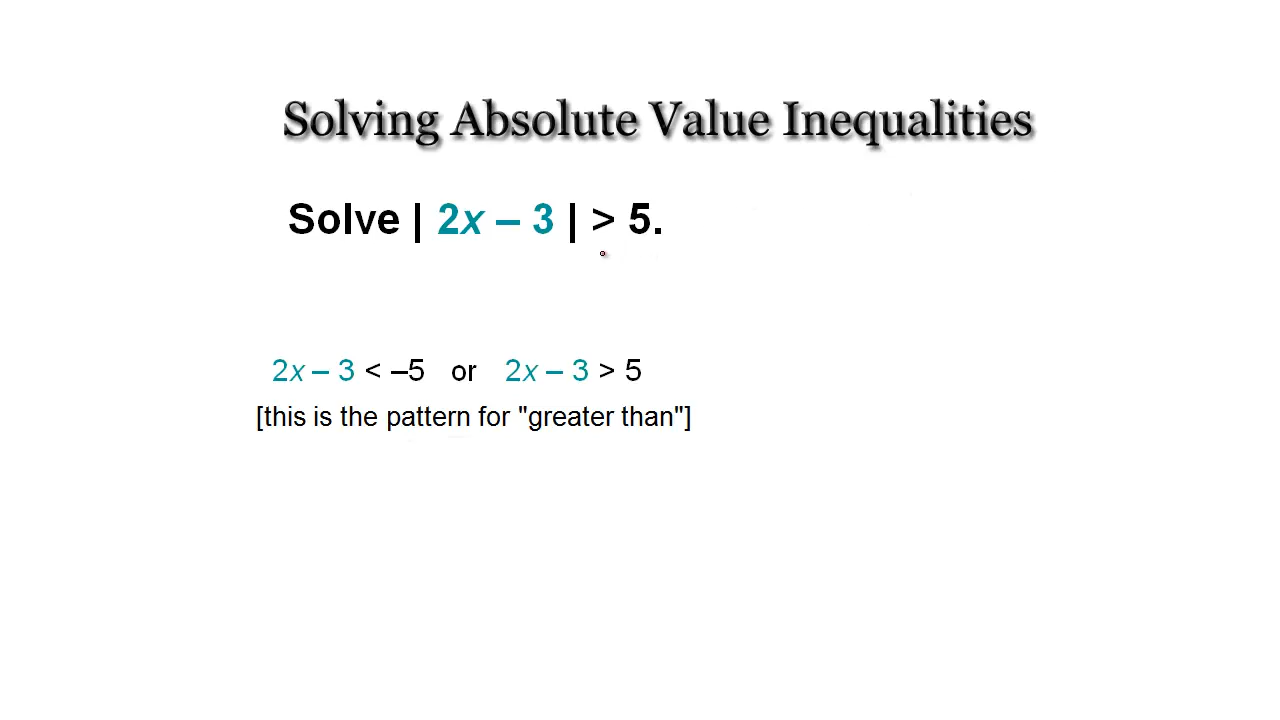 Solving Absolute Value Inequalities
Solve | 2x – 3 | > 5.
2x – 3 < –5 or 2x – 3 > 5
[this is the pattern for "greater than"]